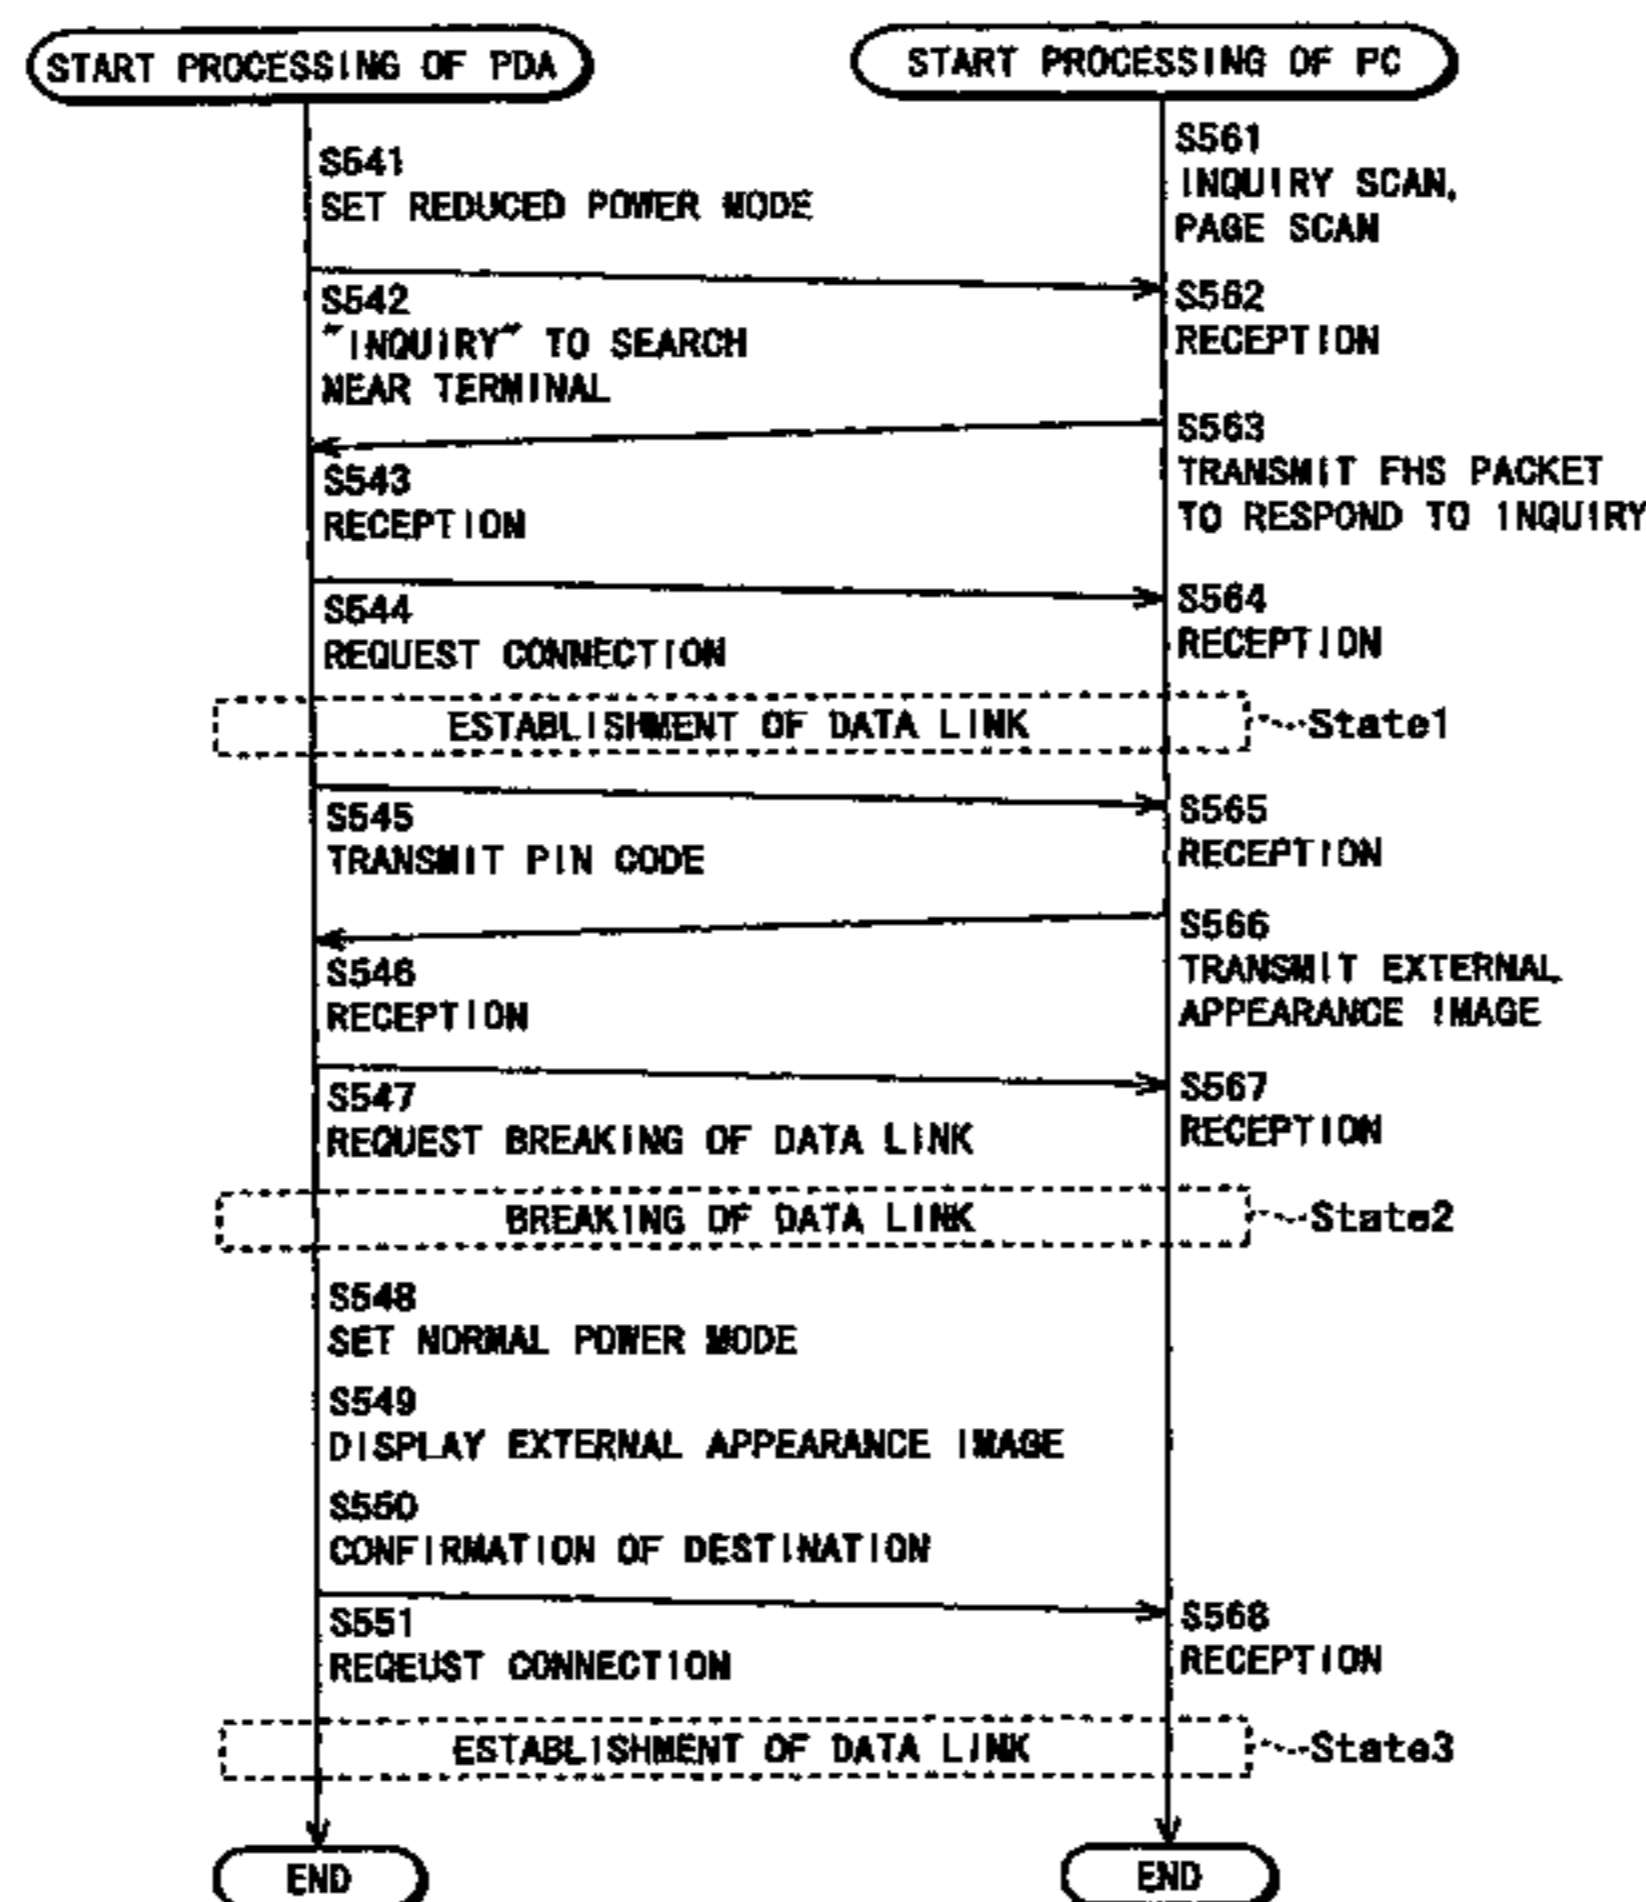 START PROCESSING OF PDA
START PROCESSING OF PC
S541
SET REDUCED POWER MODE
S561
INQUIRY SCAN,
PAGE SCAN
S542
"INQUIRY" TO SEARCH
NEAR TERMINAL
S562
RECEPTION
S543
RECEPTION
S563
TRANSMIT FHS PACKET
TO RESPOND TO INQUIRY
S544
REQUEST CONNECTION
S564
RECEPTION
ESTABLISHMENT OF DATA LINK
State1
S545
TRANSMIT PIN CODE
S565
RECEPTION
S546
RECEPTION
S566
TRANSMIT EXTERNAL
APPEARANCE IMAGE
S547
REQUEST BREAKING OF DATA LINK
S567
RECEPTION
BREAKING OF DATA LINK
State2
S548
SET NORMAL POWER MODE
S549
DISPLAY EXTERNAL APPEARANCE IMAGE
S550
CONFIRMATION OF DESTINATION
S551
REQEUST CONNECTION
S568
RECEPTION
ESTABLISHMENT OF DATA LINK
State3
END
END